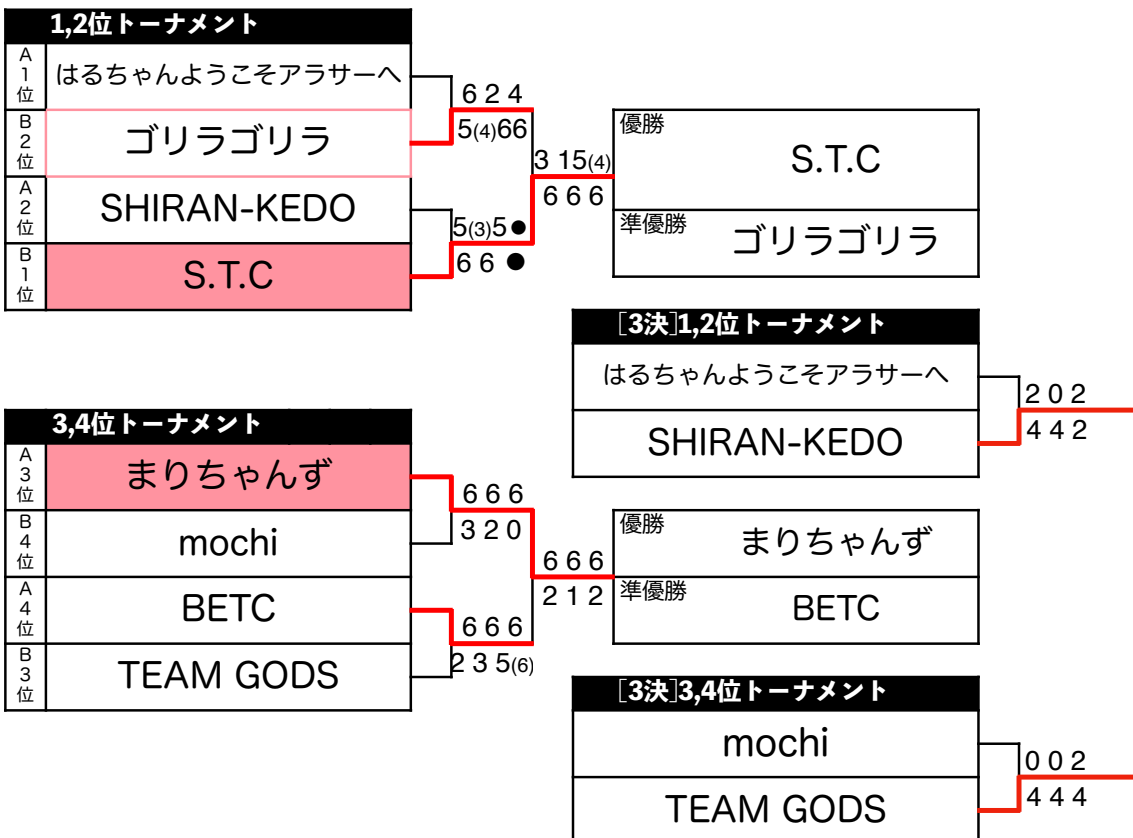 1,2位トーナメント
A1位 はるちゃんようこそアラサーへ
6 2 4
B2位 ゴリラゴリラ
5(4)66
A2位 SHIRAN-KEDO
5(3)5●
B1位 S.T.C
6 6 ●
3 15(4)
6 6 6
優勝 S.T.C
準優勝 ゴリラゴリラ
[3決]1,2位トーナメント
はるちゃんようこそアラサーへ
2 0 2
SHIRAN-KEDO
4 4 2
3,4位トーナメント
A3位 まりちゃんず
6 6 6
B4位 mochi
3 2 0
A4位 BETC
6 6 6
B3位 TEAM GODS
2 3 5(6)
6 6 6
2 1 2
優勝 まりちゃんず
準優勝 BETC
[3決]3,4位トーナメント
mochi
0 0 2
TEAM GODS
4 4 4